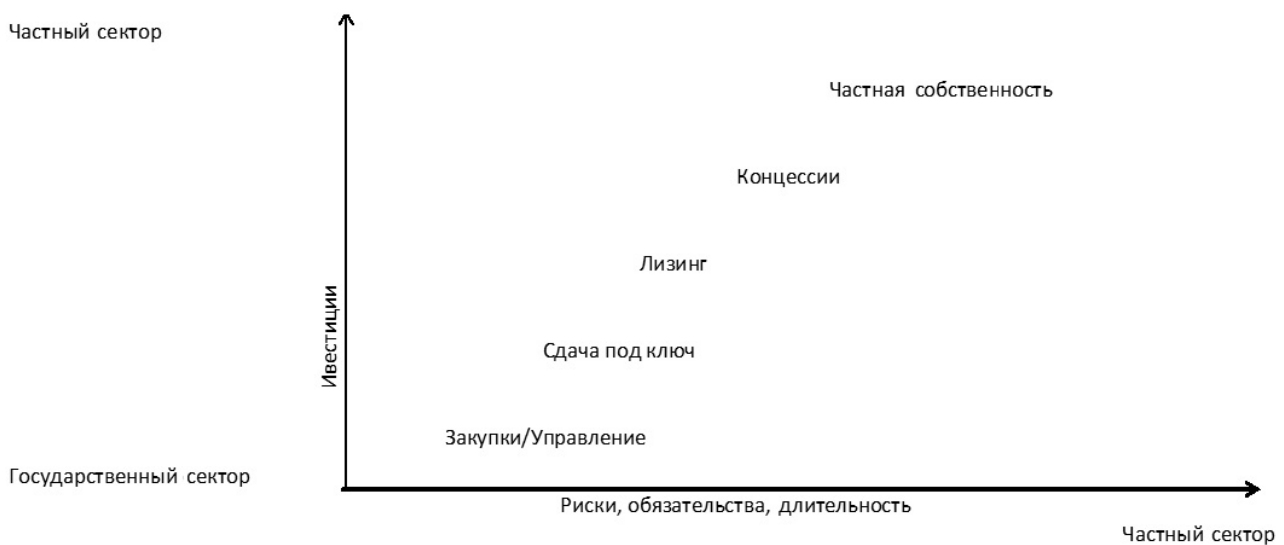 Частный сектор
Частная собственность
Концессии
Лизинг
Ивестиции
Сдача под ключ
Закупки/Управление
Государственный сектор
Риски, обязательства, длительность
Частный сектор